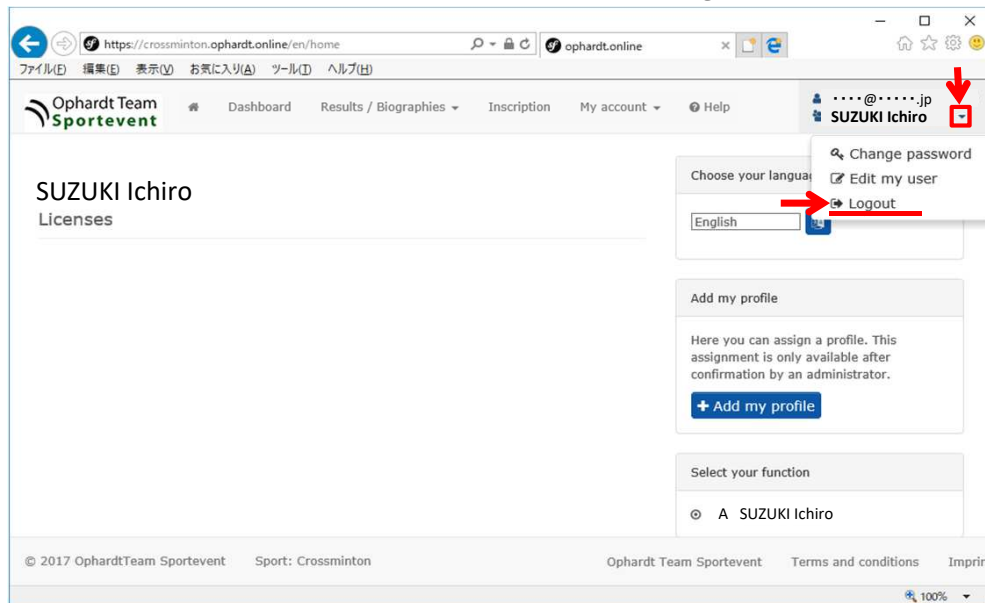 https://crossminton.ophardt.online/en/home
ophardt.online
ファイル(F) 編集(E) 表示(V) お気に入り(A) ツール(T) ヘルプ(H)
Ophardt Team
Sportevent
Dashboard Results / Biographies Inscription My account Help
····@·····.jp
SUZUKI Ichiro
Change password
Edit my user
Logout
SUZUKI Ichiro
Licenses
Choose your langua
English
Add my profile
Here you can assign a profile. This
assignment is only available after
confirmation by an administrator.
+ Add my profile
Select your function
A SUZUKI Ichiro
© 2017 OphardtTeam Sportevent Sport: Crossminton Ophardt Team Sportevent Terms and conditions Imprin
100%